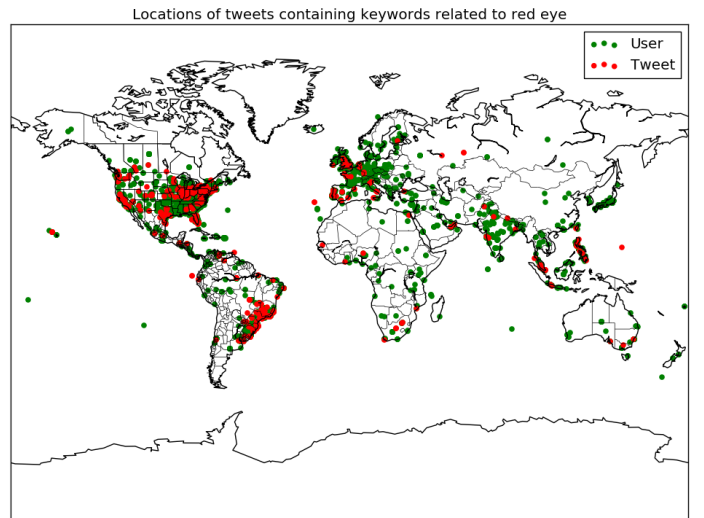 Locations of tweets containing keywords related to red eye
User
Tweet